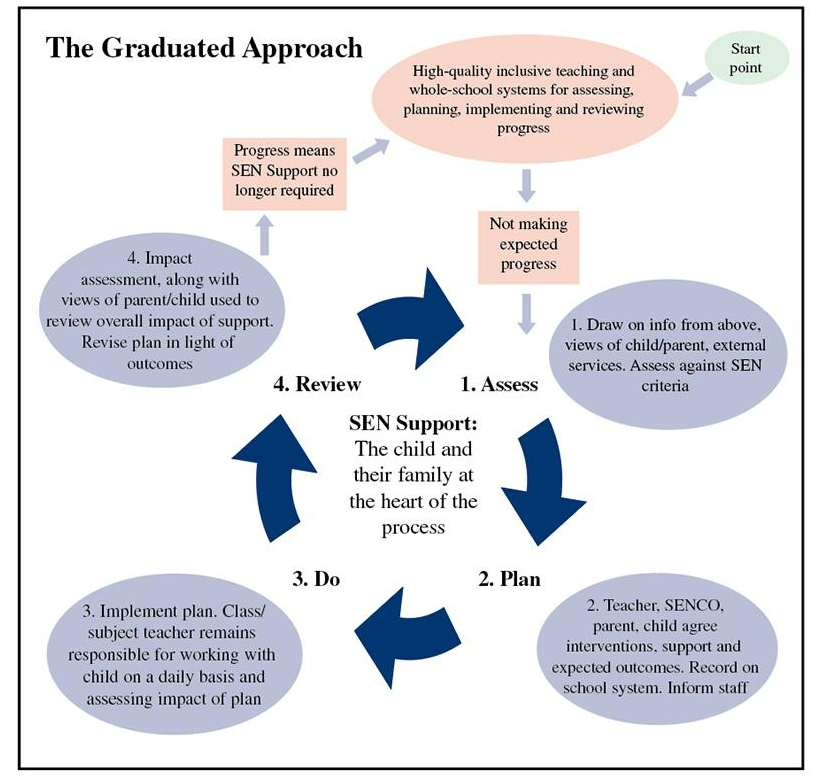 The Graduated Approach
Start
point
High-quality inclusive teaching and
whole-school systems for assessing,
planning, implementing and reviewing
progress
Progress means
SEN Support no
longer required
Not making
expected
progress
4. Impact
assessment, along with
views of parent/child used to
review overall impact of support.
Revise plan in light of
outcomes
1. Draw on info from above,
views of child/parent, external
services. Assess against SEN
criteria
4. Review
1. Assess
SEN Support:
The child and
their family at
the heart of the
process
3. Do
2. Plan
3. Implement plan. Class/
subject teacher remains
responsible for working with
child on a daily basis and
assessing impact of plan
2. Teacher, SENCO,
parent, child agree
interventions, support and
expected outcomes. Record on
school system. Inform staff